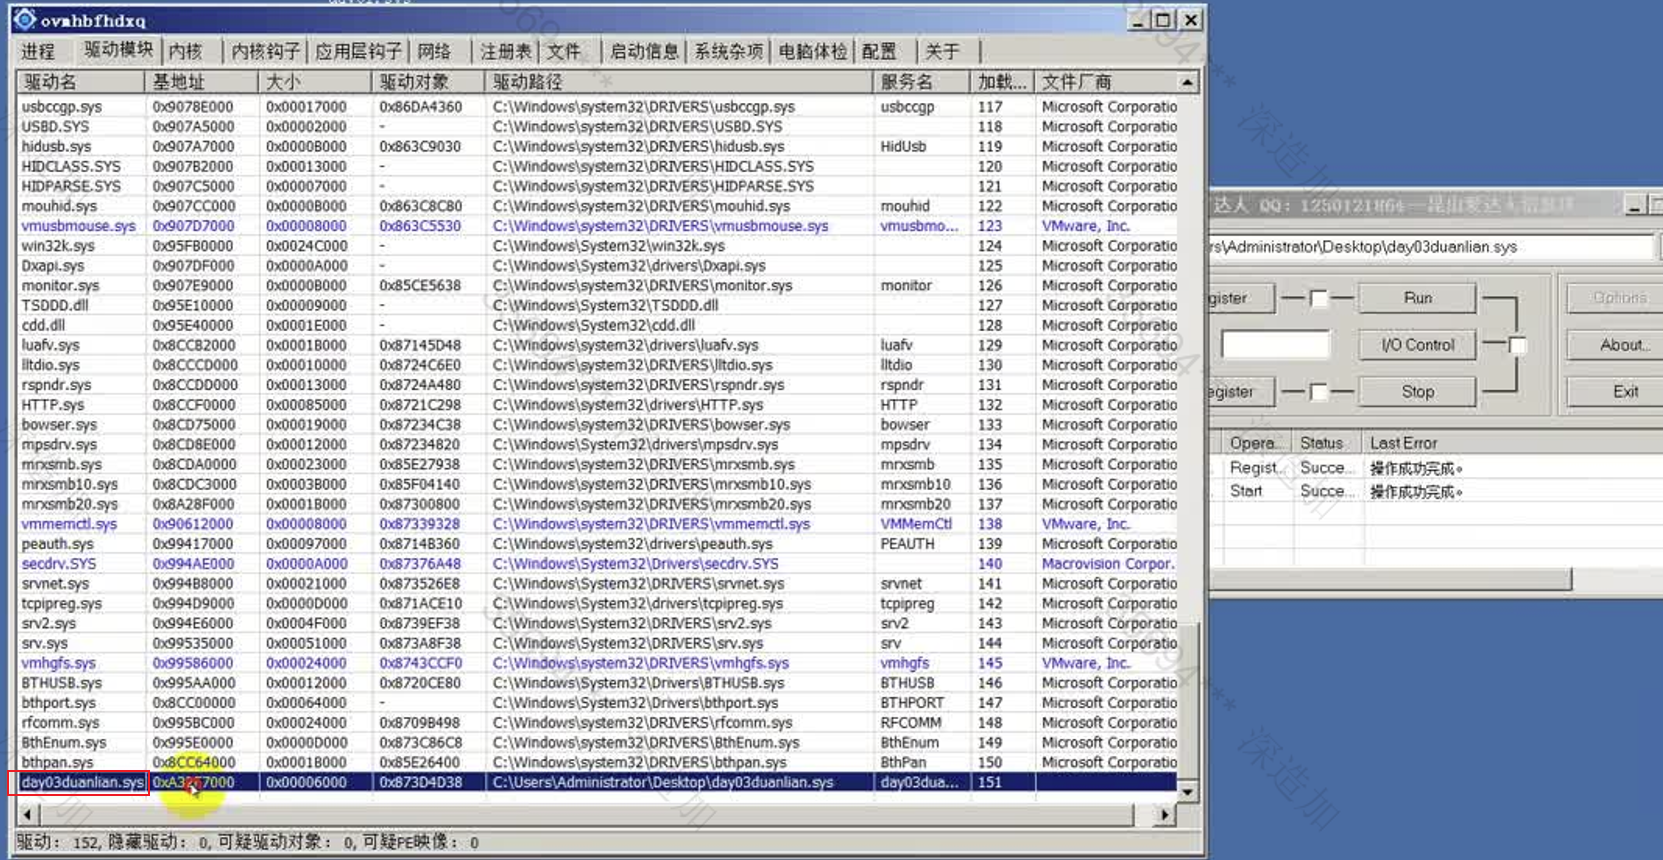 ovmhbfhdxq
进程 驱动模块 内核 内核钩子 应用层钩子 网络 注册表 文件 启动信息 系统杂项 电脑体检 配置 关于
驱动名 基地址 大小 驱动对象 驱动路径 服务名 加载... 文件厂商
usbccgp.sys 0x9078E000 0x00017000 0x86DA4360 C:\Windows\system32\DRIVERS\usbccgp.sys usbccgp 117 Microsoft Corporatio
USBD.SYS 0x907A5000 0x00002000 - C:\Windows\system32\DRIVERS\USBD.SYS 118 Microsoft Corporatio
hidusb.sys 0x907A7000 0x0000B000 0x863C9030 C:\Windows\system32\DRIVERS\hidusb.sys HidUsb 119 Microsoft Corporatio
HIDCLASS.SYS 0x907B2000 0x00013000 - C:\Windows\system32\DRIVERS\HIDCLASS.SYS 120 Microsoft Corporatio
HIDPARSE.SYS 0x907C5000 0x00007000 - C:\Windows\system32\DRIVERS\HIDPARSE.SYS 121 Microsoft Corporatio
mouhid.sys 0x907CC000 0x0000B000 0x863C8C80 C:\Windows\system32\DRIVERS\mouhid.sys mouhid 122 Microsoft Corporatio
vmusbmouse.sys 0x907D7000 0x00008000 0x863C5530 C:\Windows\system32\DRIVERS\vmusbmouse.sys vmusbmo... 123 VMware, Inc.
win32k.sys 0x95FB0000 0x0024C000 - C:\Windows\System32\win32k.sys 124 Microsoft Corporatio
Dxapi.sys 0x907DF000 0x0000A000 - C:\Windows\System32\drivers\Dxapi.sys 125 Microsoft Corporatio
monitor.sys 0x907E9000 0x0000B000 0x85CE5638 C:\Windows\system32\DRIVERS\monitor.sys monitor 126 Microsoft Corporatio
TSDDD.dll 0x95E10000 0x00009000 - C:\Windows\System32\TSDDD.dll 127 Microsoft Corporatio
cdd.dll 0x95E40000 0x0001E000 - C:\Windows\System32\cdd.dll 128 Microsoft Corporatio
luafv.sys 0x8CCB2000 0x0001B000 0x87145D48 C:\Windows\system32\drivers\luafv.sys luafv 129 Microsoft Corporatio
lltdio.sys 0x8CCCD000 0x00010000 0x8724C6E0 C:\Windows\system32\DRIVERS\lltdio.sys lltdio 130 Microsoft Corporatio
rspndr.sys 0x8CCDD000 0x00013000 0x8724A480 C:\Windows\system32\DRIVERS\rspndr.sys rspndr 131 Microsoft Corporatio
HTTP.sys 0x8CCF0000 0x00085000 0x8721C298 C:\Windows\system32\drivers\HTTP.sys HTTP 132 Microsoft Corporatio
bowser.sys 0x8CD75000 0x00019000 0x87234C38 C:\Windows\system32\DRIVERS\bowser.sys bowser 133 Microsoft Corporatio
mpsdrv.sys 0x8CD8E000 0x00012000 0x87234820 C:\Windows\System32\drivers\mpsdrv.sys mpsdrv 134 Microsoft Corporatio
mrxsmb.sys 0x8CDA0000 0x00023000 0x85E27938 C:\Windows\system32\DRIVERS\mrxsmb.sys mrxsmb 135 Microsoft Corporatio
mrxsmb10.sys 0x8CDC3000 0x0003B000 0x85F04140 C:\Windows\system32\DRIVERS\mrxsmb10.sys mrxsmb10 136 Microsoft Corporatio
mrxsmb20.sys 0x8A28F000 0x0001B000 0x87300800 C:\Windows\system32\DRIVERS\mrxsmb20.sys mrxsmb20 137 Microsoft Corporatio
vmmemctl.sys 0x90612000 0x00008000 0x87339328 C:\Windows\system32\DRIVERS\vmmemctl.sys VMMemCtl 138 VMware, Inc.
peauth.sys 0x99417000 0x00097000 0x8714B360 C:\Windows\system32\drivers\peauth.sys PEAUTH 139 Microsoft Corporatio
secdrv.SYS 0x994AE000 0x0000A000 0x87376A48 C:\Windows\System32\Drivers\secdrv.SYS 140 Macrovision Corpor.
srvnet.sys 0x994B8000 0x00021000 0x873526E8 C:\Windows\System32\DRIVERS\srvnet.sys srvnet 141 Microsoft Corporatio
tcpipreg.sys 0x994D9000 0x0000D000 0x871ACE10 C:\Windows\System32\drivers\tcpipreg.sys tcpipreg 142 Microsoft Corporatio
srv2.sys 0x994E6000 0x0004F000 0x8739EF38 C:\Windows\System32\DRIVERS\srv2.sys srv2 143 Microsoft Corporatio
srv.sys 0x99535000 0x00051000 0x873A8F38 C:\Windows\System32\DRIVERS\srv.sys srv 144 Microsoft Corporatio
vmhgfs.sys 0x99586000 0x00024000 0x8743CCF0 C:\Windows\system32\DRIVERS\vmhgfs.sys vmhgfs 145 VMware, Inc.
BTHUSB.sys 0x995AA000 0x00012000 0x8720CE80 C:\Windows\System32\Drivers\BTHUSB.sys BTHUSB 146 Microsoft Corporatio
bthport.sys 0x8CC00000 0x00064000 - C:\Windows\System32\Drivers\bthport.sys BTHPORT 147 Microsoft Corporatio
rfcomm.sys 0x995BC000 0x00024000 0x8709B498 C:\Windows\system32\DRIVERS\rfcomm.sys RFCOMM 148 Microsoft Corporatio
BthEnum.sys 0x995E0000 0x0000D000 0x873C86C8 C:\Windows\system32\DRIVERS\BthEnum.sys BthEnum 149 Microsoft Corporatio
bthpan.sys 0x8CC64000 0x0001B000 0x85E26400 C:\Windows\system32\DRIVERS\bthpan.sys BthPan 150 Microsoft Corporatio
day03duanlian.sys 0x00006000 0x873D4D38 C:\Users\Administrator\Desktop\day03duanlian.sys day03dua... 151
驱动: 152, 隐藏驱动: 0, 可疑驱动对象: 0, 可疑PE映像: 0
达人 QQ: 1250121864
rs\Administrator\Desktop\day03duanlian.sys
gister Run Options
I/O Control About..
egister Stop Exit
Opera... Status Last Error
Regist... Succe... 操作成功完成。
Start Succe... 操作成功完成。